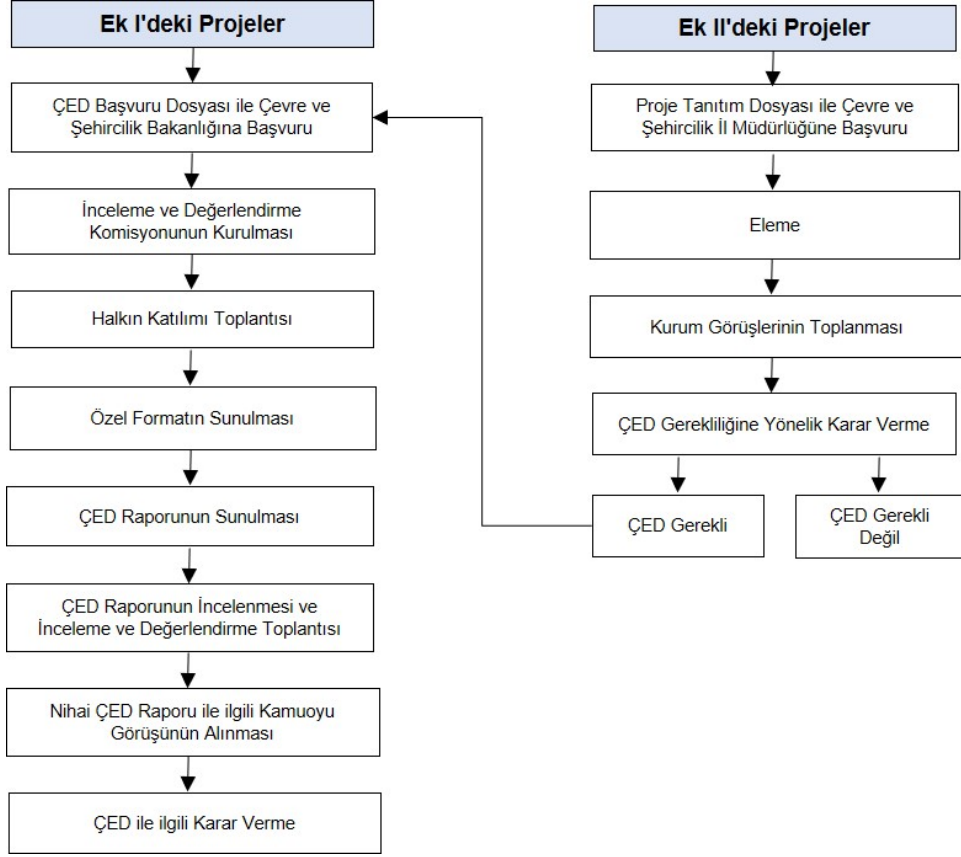 Ek I'deki Projeler
ÇED Başvuru Dosyası ile Çevre ve
Şehircilik Bakanlığına Başvuru
İnceleme ve Değerlendirme
Komisyonunun Kurulması
Halkın Katılımı Toplantısı
Özel Formatın Sunulması
ÇED Raporunun Sunulması
ÇED Raporunun İncelenmesi ve
İnceleme ve Değerlendirme Toplantısı
Nihai ÇED Raporu ile ilgili Kamuoyu
Görüşünün Alınması
ÇED ile ilgili Karar Verme
Ek II'deki Projeler
Proje Tanıtım Dosyası ile Çevre ve
Şehircilik İl Müdürlüğüne Başvuru
Eleme
Kurum Görüşlerinin Toplanması
ÇED Gerekliliğine Yönelik Karar Verme
ÇED Gerekli
ÇED Gerekli
Değil